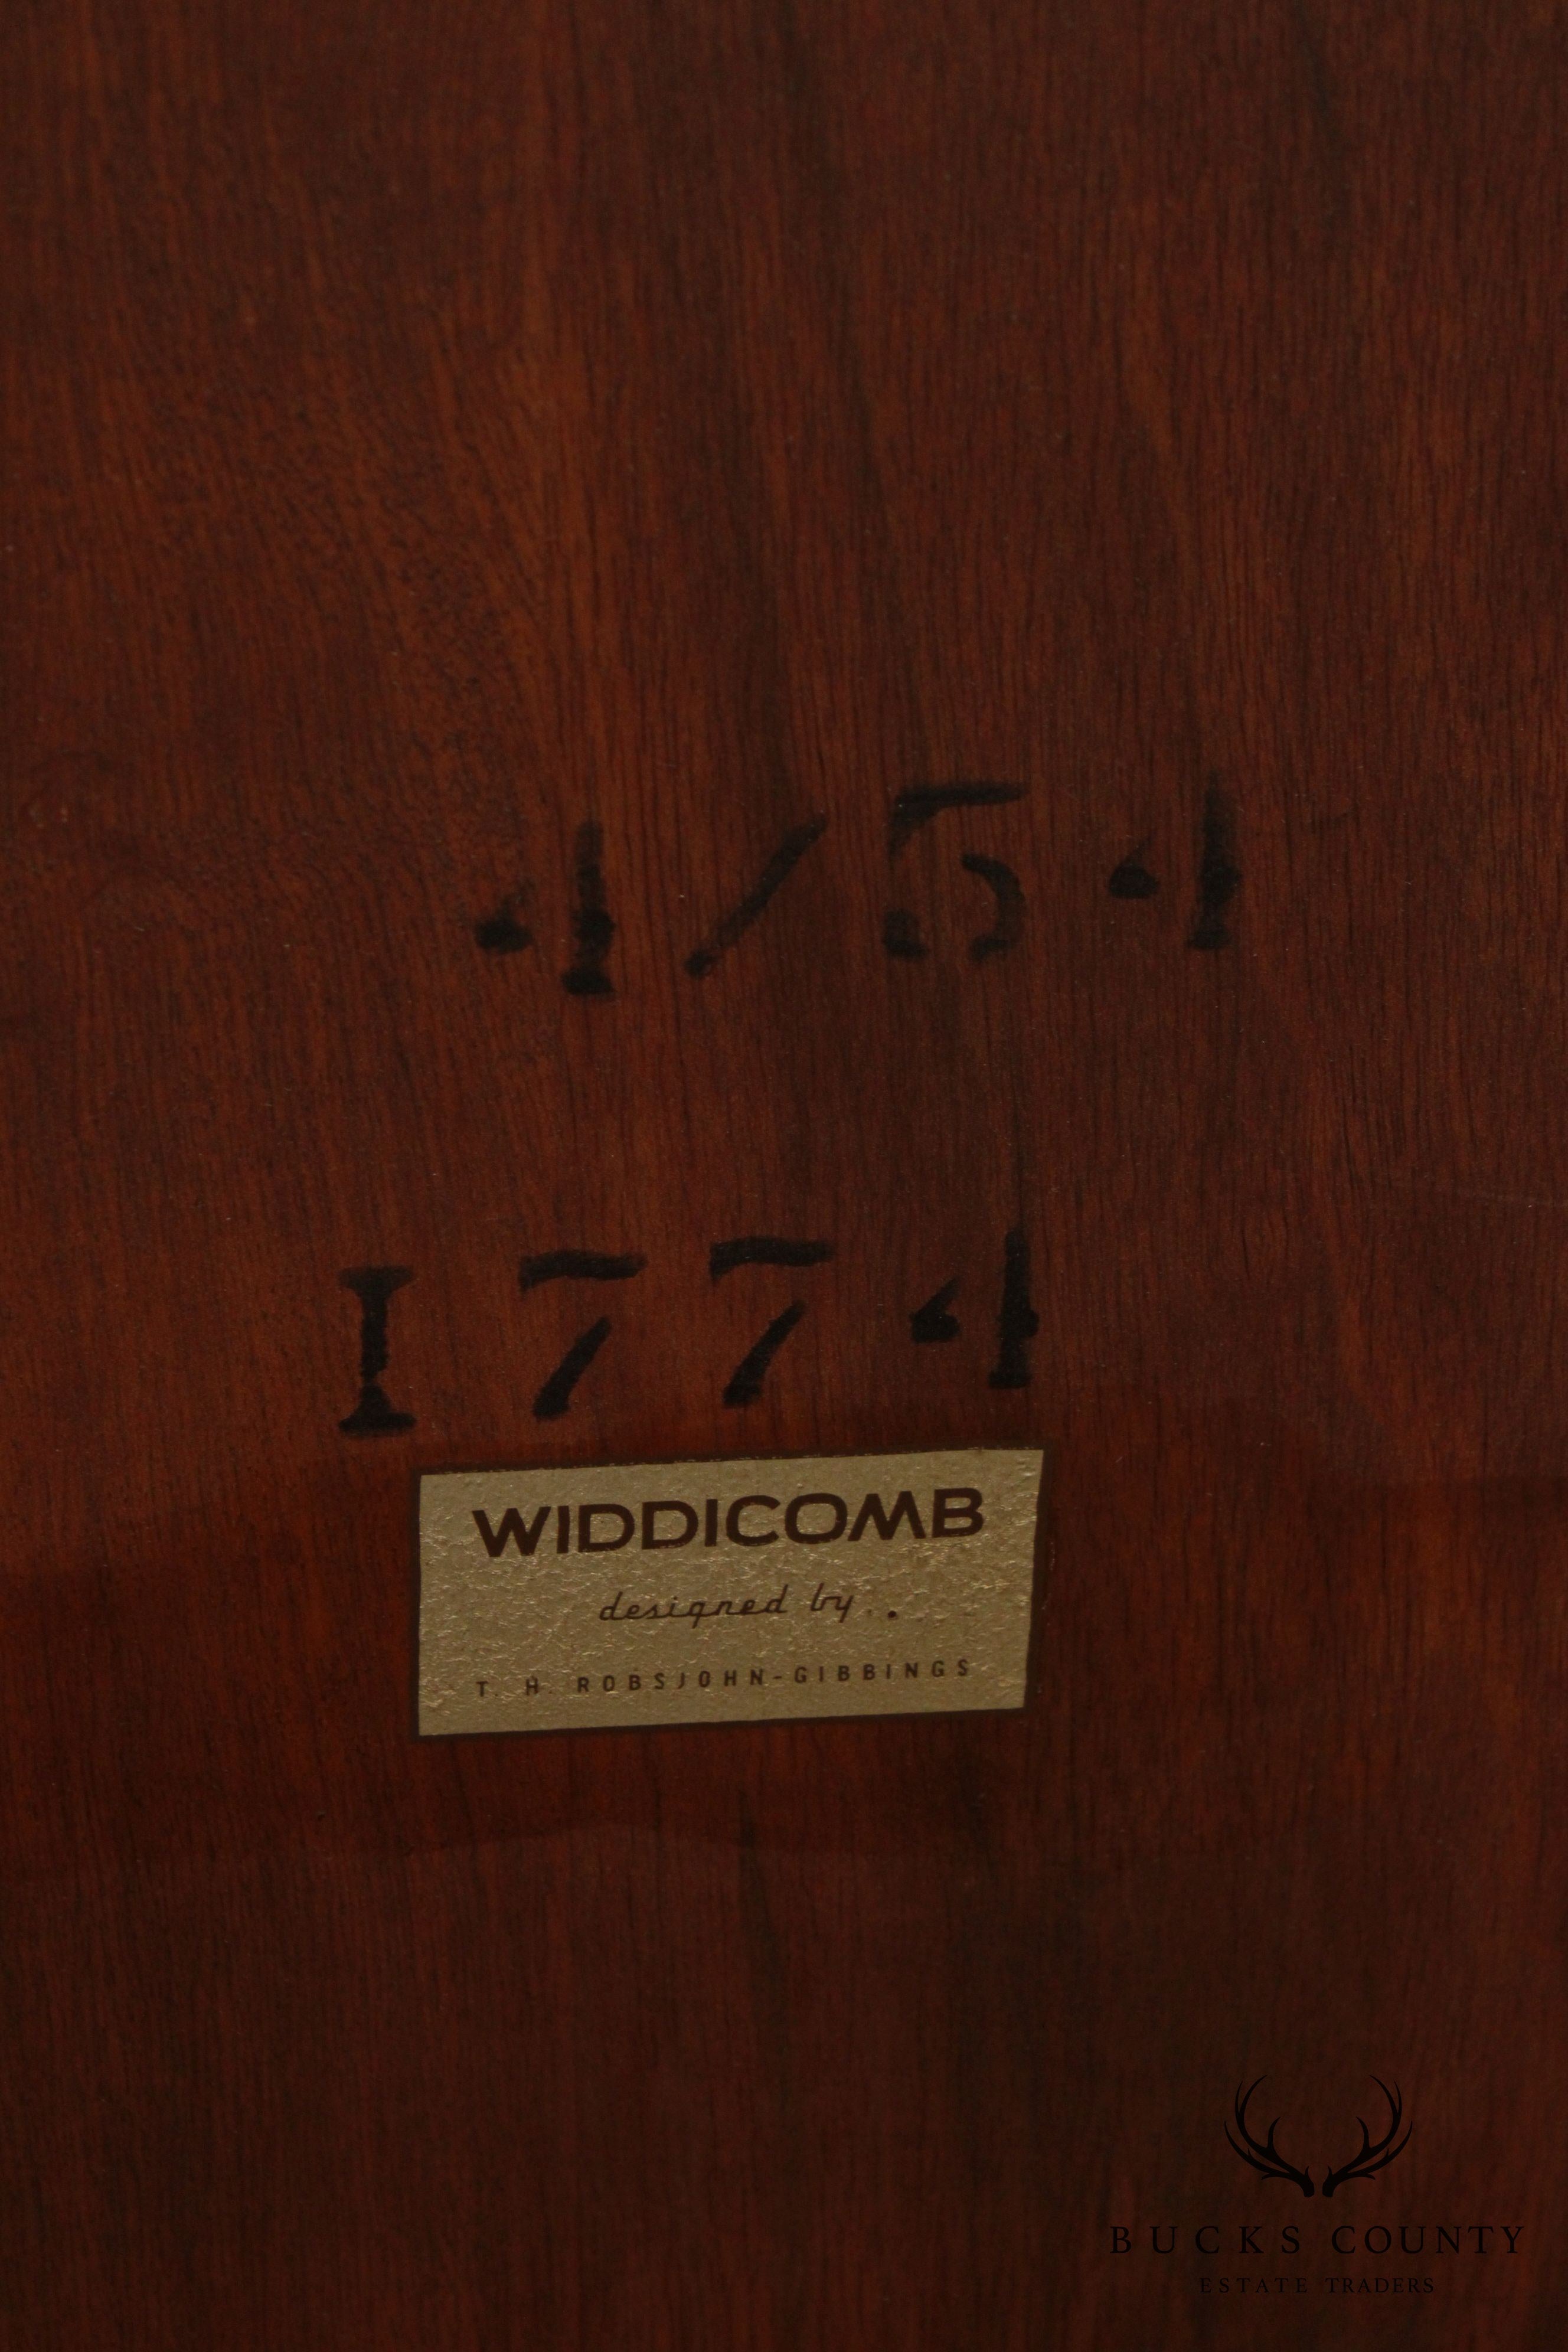 4/54
1774
WIDDICOMB
designed by . .
T. H. ROBSJOHN-GIBBINGS
BUCKS COUNTY
ESTATE TRADERS